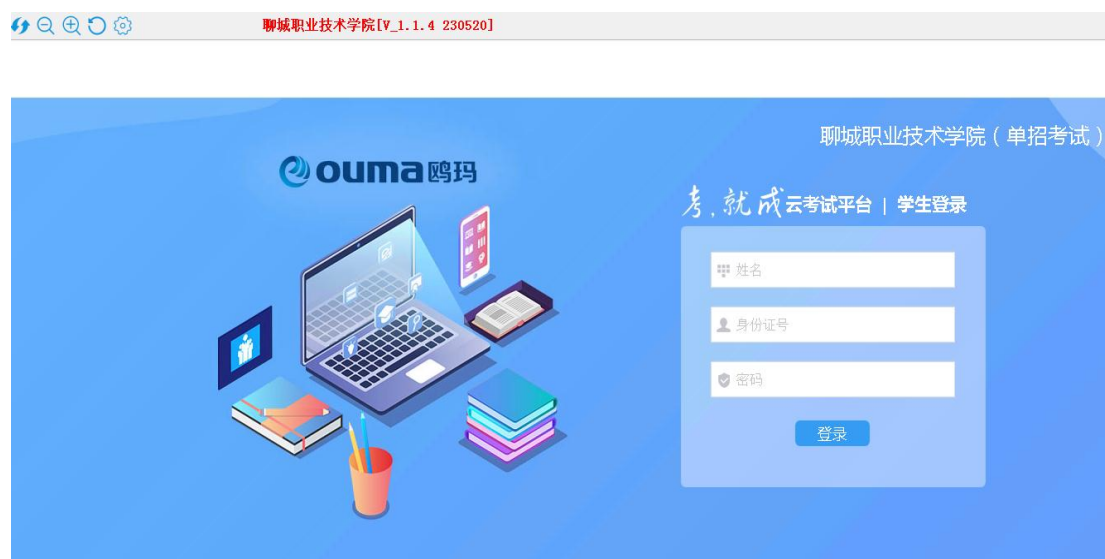 聊城职业技术学院[V_1.1.4 230520]
聊城职业技术学院（单招考试）
ouma鸥玛
考,就成云考试平台 | 学生登录
姓名
身份证号
密码
登录